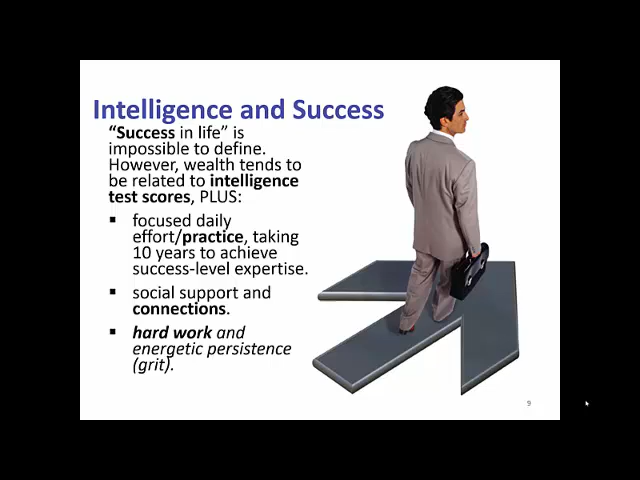 Intelligence and Success
“Success in life” is
impossible to define.
However, wealth tends to
be related to intelligence
test scores, PLUS:
▪ focused daily
effort/practice, taking
10 years to achieve
success-level expertise.
▪ social support and
connections.
▪ hard work and
energetic persistence
(grit).
9